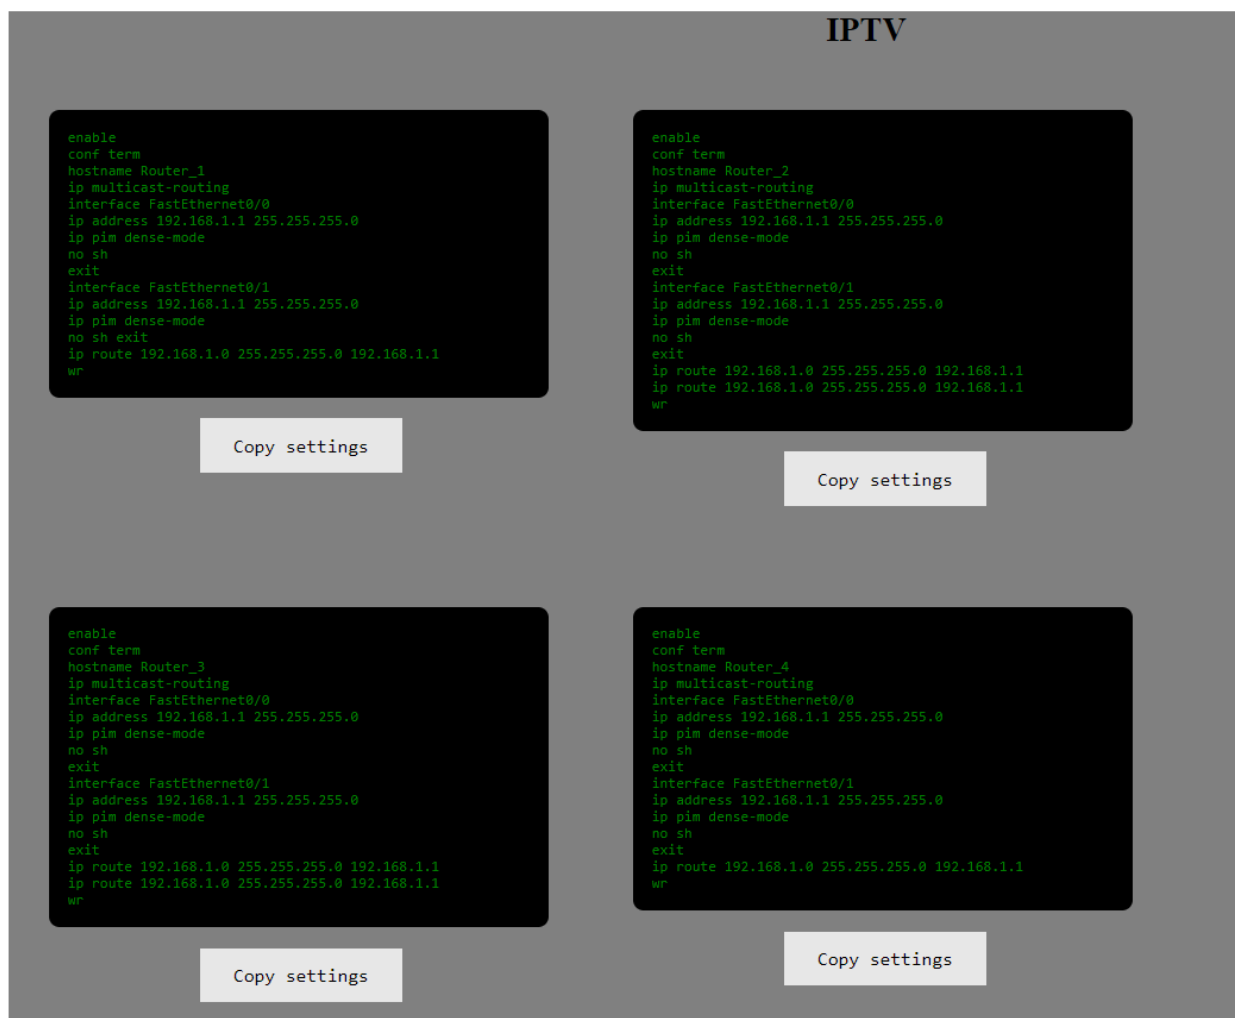 IPTV
enable
conf term
hostname Router_1
ip multicast-routing
interface FastEthernet0/0
ip address 192.168.1.1 255.255.255.0
ip pim dense-mode
no sh
exit
interface FastEthernet0/1
ip address 192.168.1.1 255.255.255.0
ip pim dense-mode
no sh exit
ip route 192.168.1.0 255.255.255.0 192.168.1.1
wr
Copy settings
enable
conf term
hostname Router_2
ip multicast-routing
interface FastEthernet0/0
ip address 192.168.1.1 255.255.255.0
ip pim dense-mode
no sh
exit
interface FastEthernet0/1
ip address 192.168.1.1 255.255.255.0
ip pim dense-mode
no sh
exit
ip route 192.168.1.0 255.255.255.0 192.168.1.1
ip route 192.168.1.0 255.255.255.0 192.168.1.1
wr
Copy settings
enable
conf term
hostname Router_3
ip multicast-routing
interface FastEthernet0/0
ip address 192.168.1.1 255.255.255.0
ip pim dense-mode
no sh
exit
interface FastEthernet0/1
ip address 192.168.1.1 255.255.255.0
ip pim dense-mode
no sh
exit
ip route 192.168.1.0 255.255.255.0 192.168.1.1
ip route 192.168.1.0 255.255.255.0 192.168.1.1
wr
Copy settings
enable
conf term
hostname Router_4
ip multicast-routing
interface FastEthernet0/0
ip address 192.168.1.1 255.255.255.0
ip pim dense-mode
no sh
exit
interface FastEthernet0/1
ip address 192.168.1.1 255.255.255.0
ip pim dense-mode
no sh
exit
ip route 192.168.1.0 255.255.255.0 192.168.1.1
wr
Copy settings